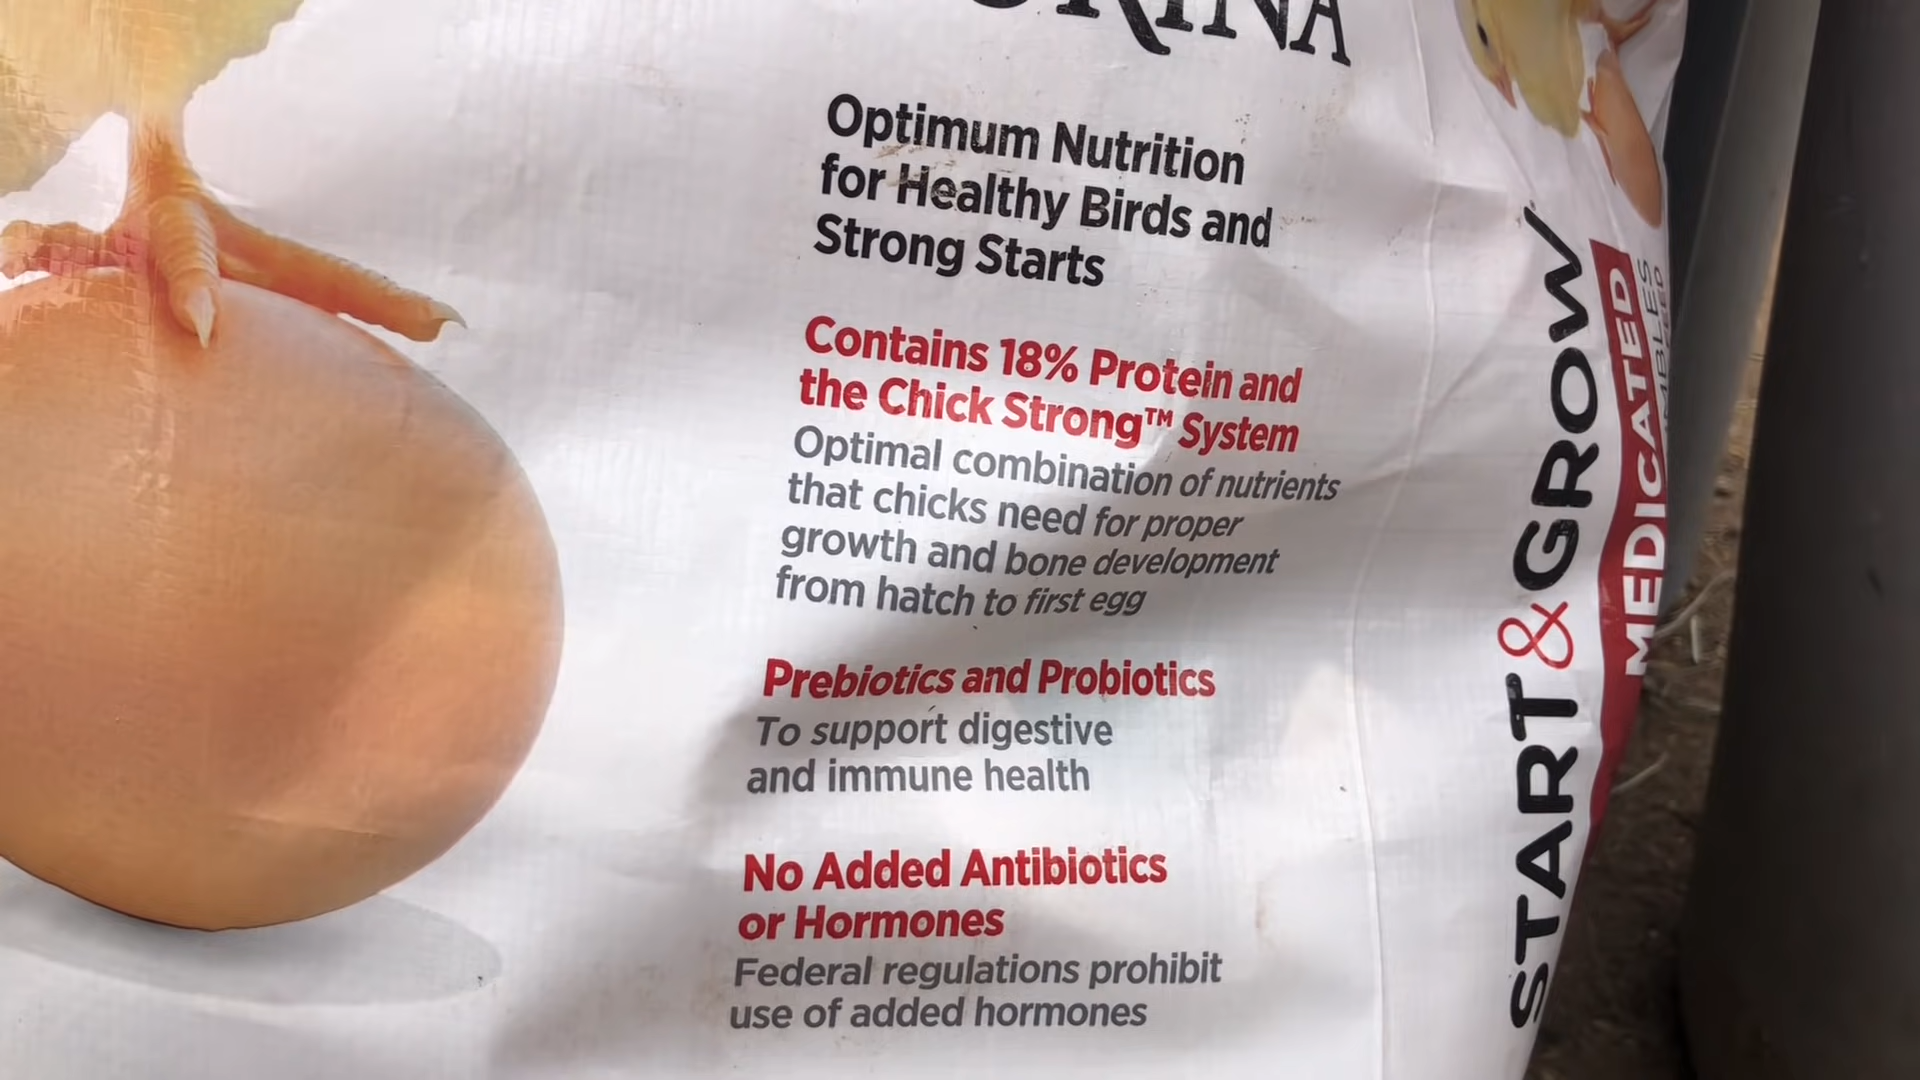 Optimum Nutrition
for Healthy Birds and
Strong Starts
Contains 18% Protein and
the Chick Strong™ System
Optimal combination of nutrients
that chicks need for proper
growth and bone development
from hatch to first egg
Prebiotics and Probiotics
To support digestive
and immune health
No Added Antibiotics
or Hormones
Federal regulations prohibit
use of added hormones
START & GROW
MEDICATED